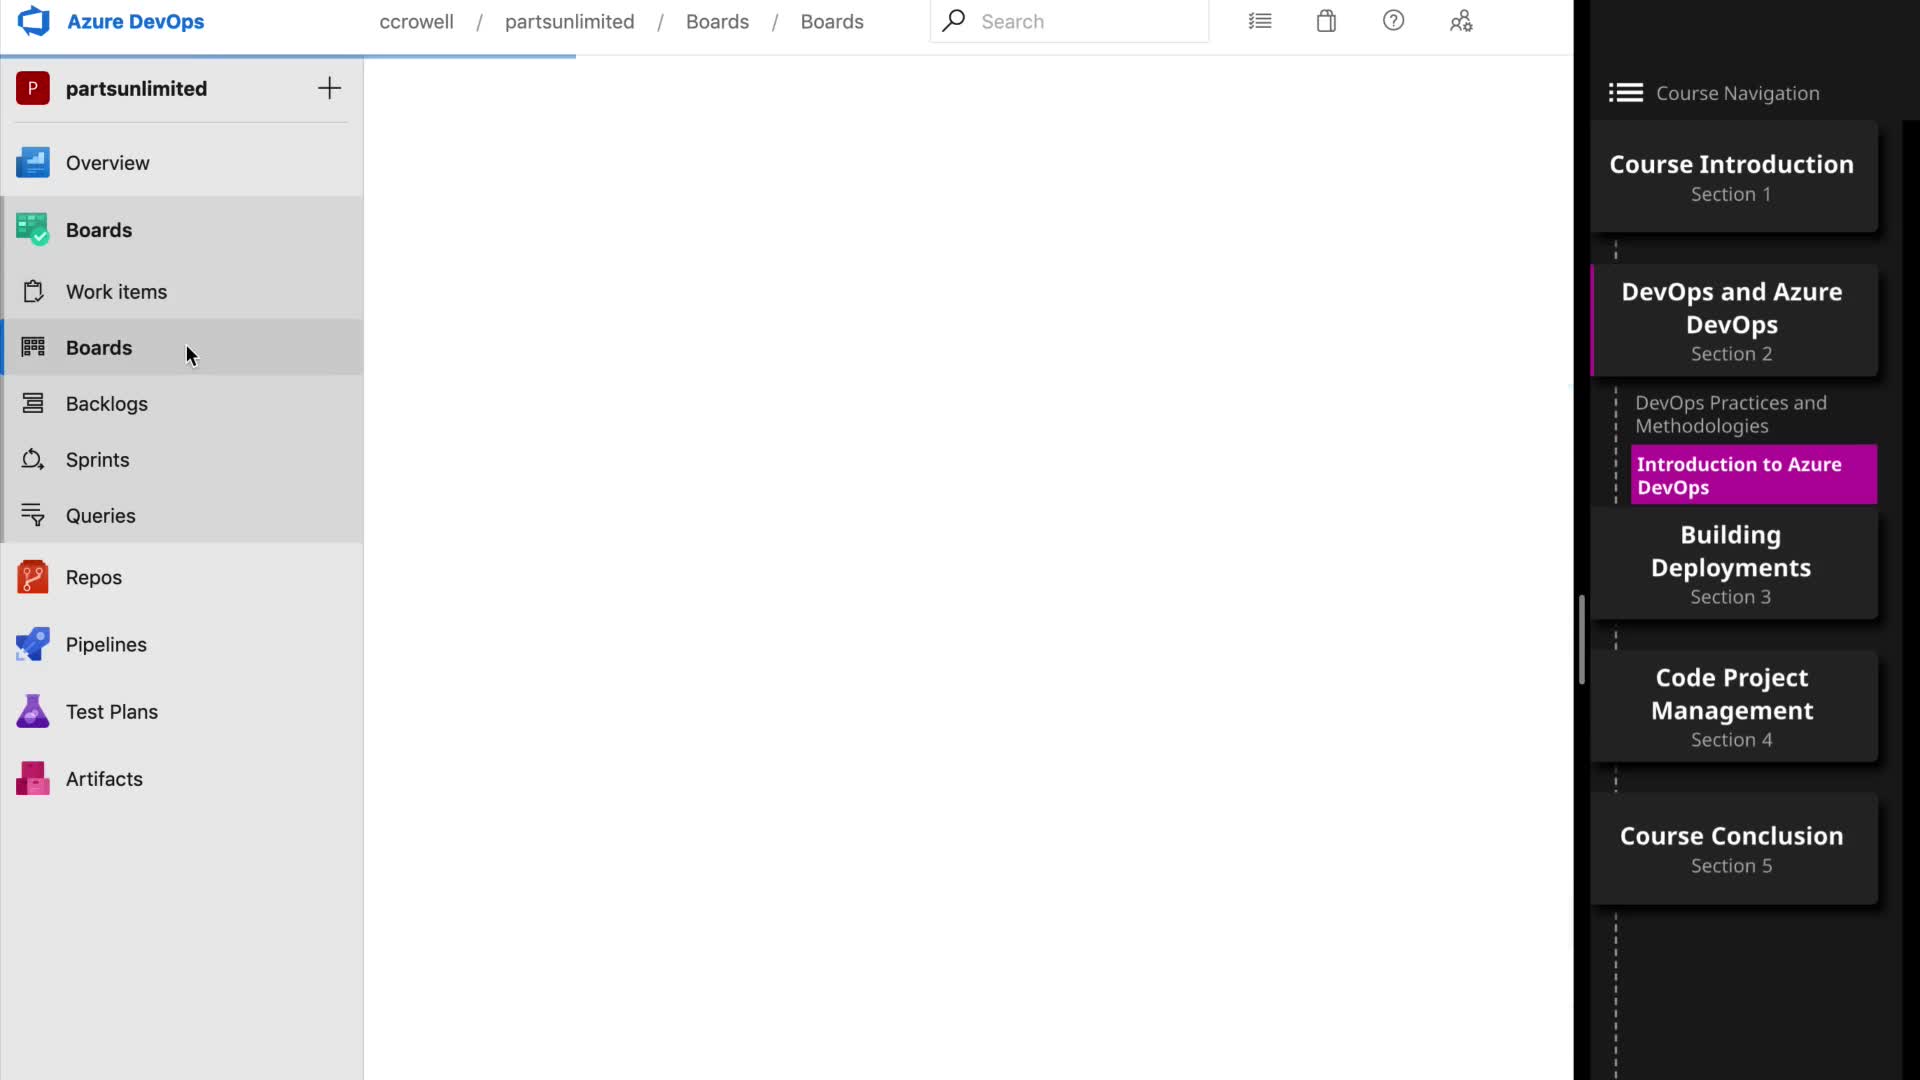 Azure DevOps
ccrowell / partsunlimited / Boards / Boards
Search
P
partsunlimited
Overview
Boards
Work items
Boards
Backlogs
Sprints
Queries
Repos
Pipelines
Test Plans
Artifacts
Course Navigation
Course Introduction
Section 1
DevOps and Azure
DevOps
Section 2
DevOps Practices and
Methodologies
Introduction to Azure
DevOps
Building
Deployments
Section 3
Code Project
Management
Section 4
Course Conclusion
Section 5